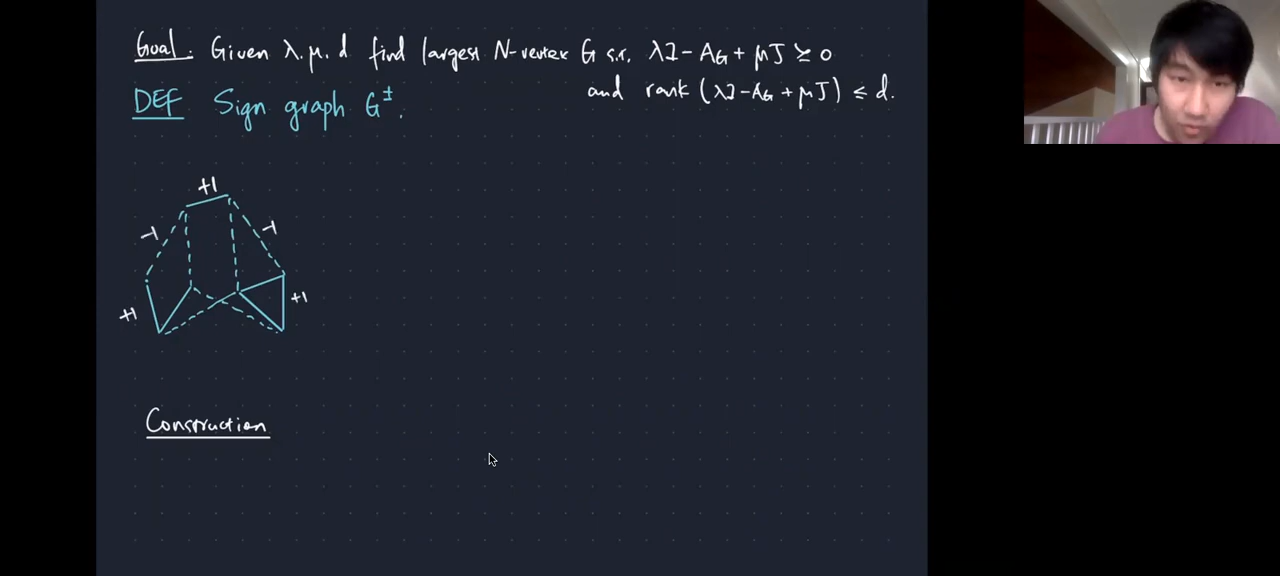 Goal. Given λ, μ, d find largest N-vertex G s.t. λI - A_G + μJ ⪰ 0
and rank (λI - A_G + μJ) ≤ d.
DEF Sign graph G^±.
+1
-1 -1
+1 +1
Construction